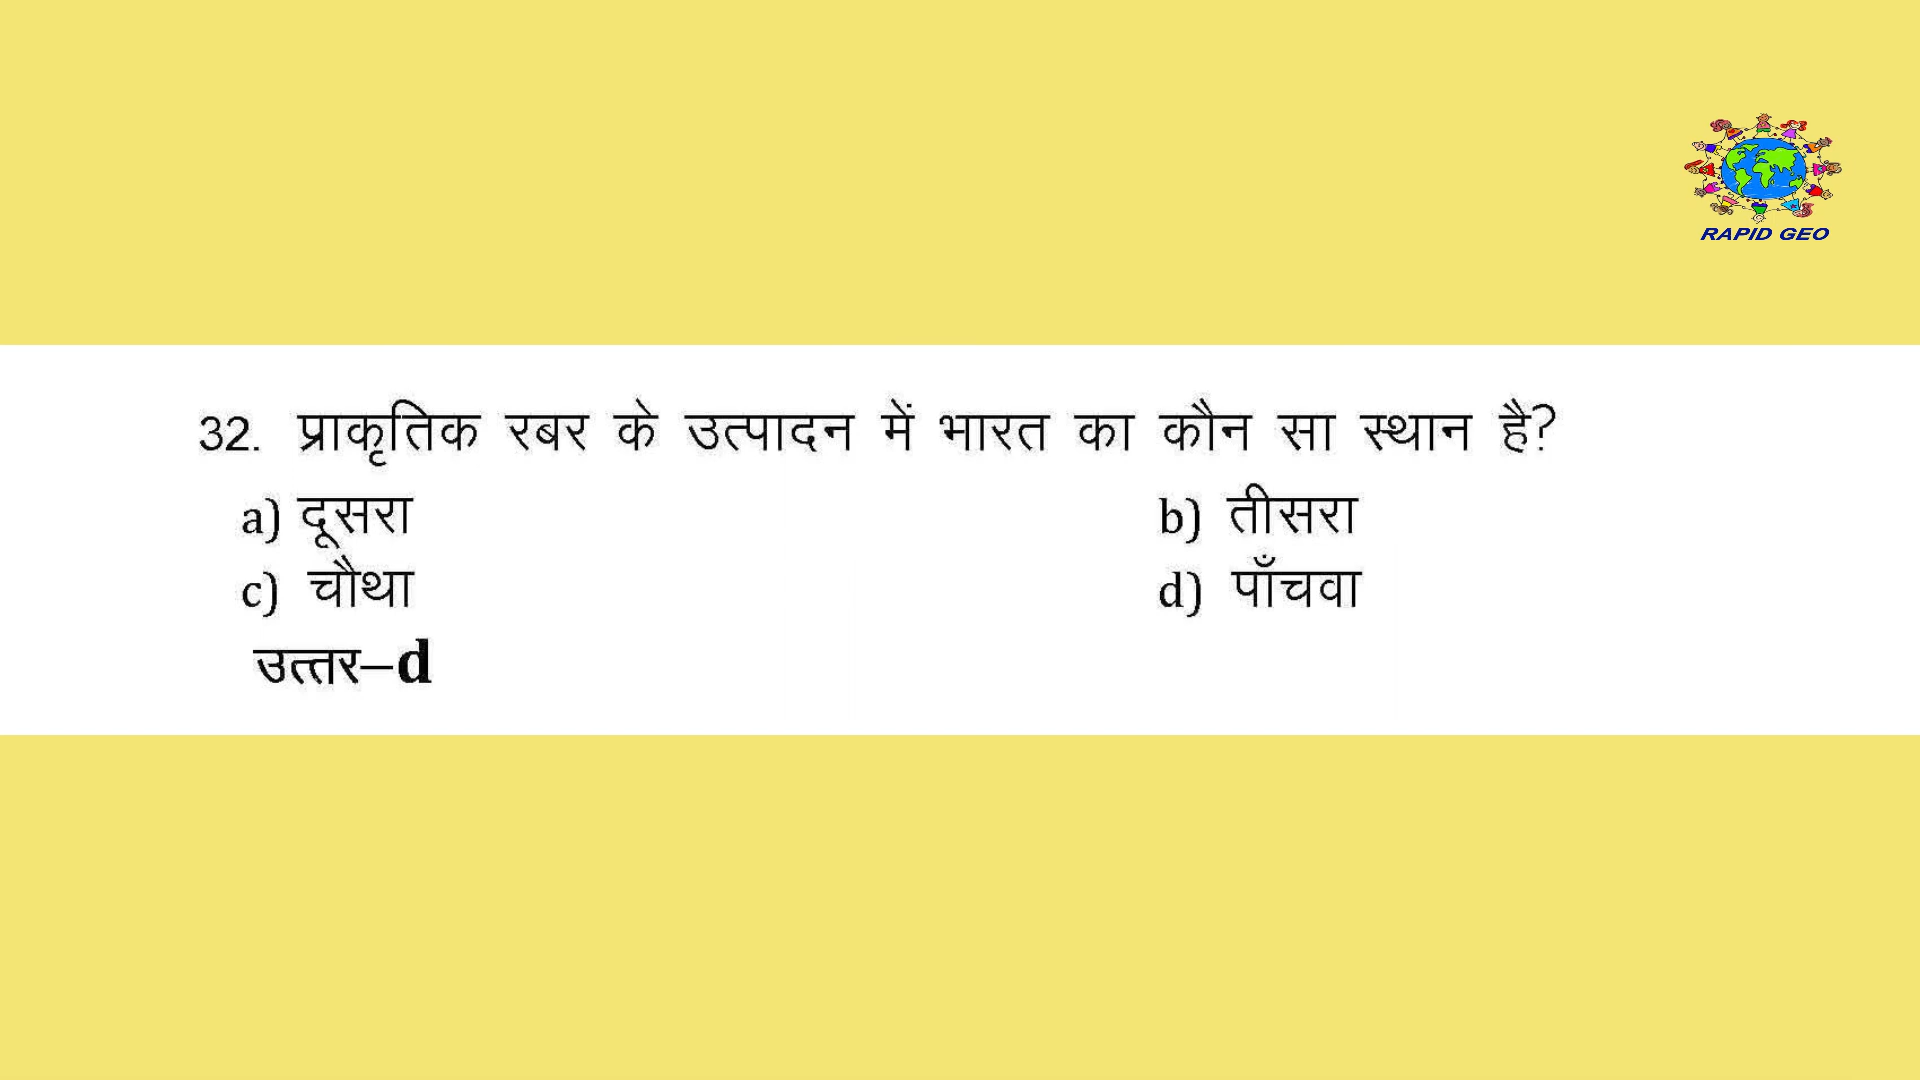 RAPID GEO
32. प्राकृतिक रबर के उत्पादन में भारत का कौन सा स्थान है?
a) दूसरा b) तीसरा
c) चौथा d) पाँचवा
उत्तर–d